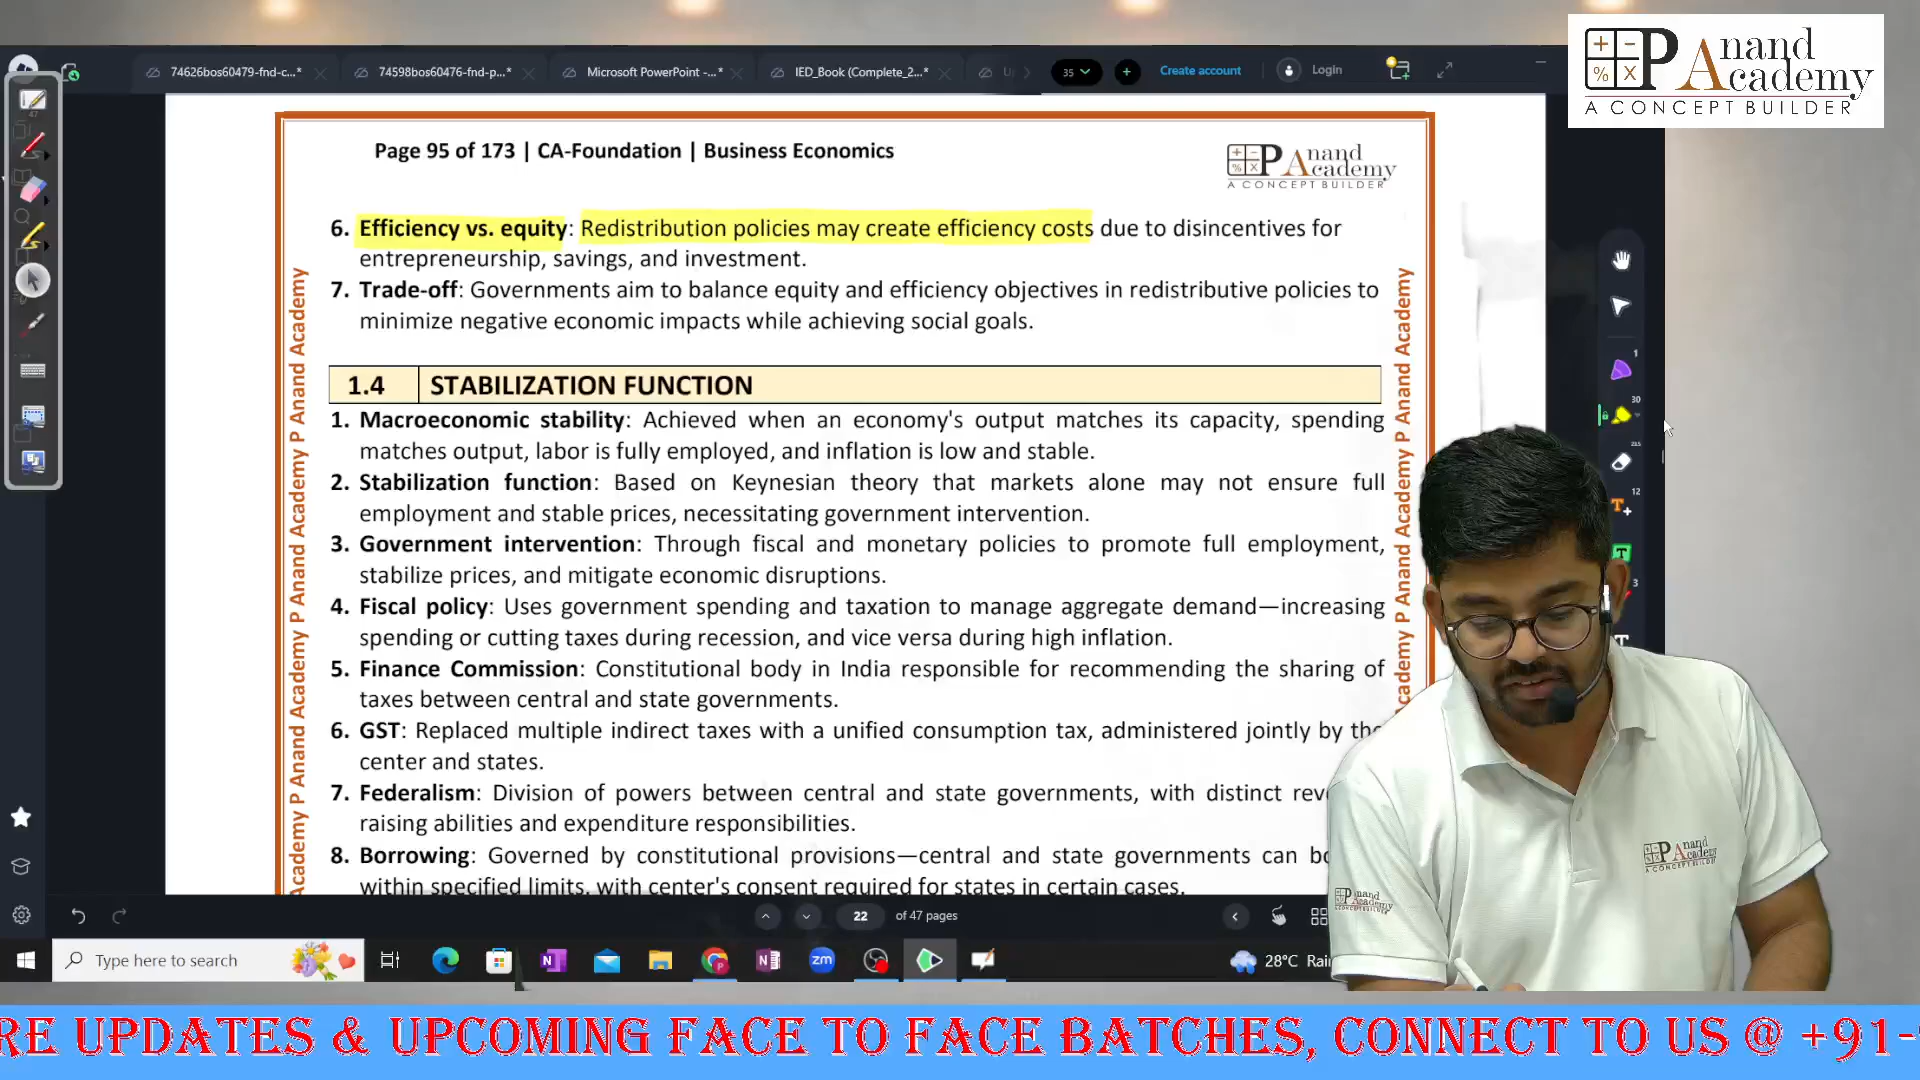 74626bos60479-fnd-c...*
74598bos60476-fnd-p...*
Microsoft PowerPoint -...*
IED_Book (Complete_2...*
35
Create account
Login
P Anand Academy
A CONCEPT BUILDER
Page 95 of 173 | CA-Foundation | Business Economics
P Anand Academy
A CONCEPT BUILDER
6. Efficiency vs. equity: Redistribution policies may create efficiency costs due to disincentives for
entrepreneurship, savings, and investment.
7. Trade-off: Governments aim to balance equity and efficiency objectives in redistributive policies to
minimize negative economic impacts while achieving social goals.
1.4 STABILIZATION FUNCTION
1. Macroeconomic stability: Achieved when an economy's output matches its capacity, spending
matches output, labor is fully employed, and inflation is low and stable.
2. Stabilization function: Based on Keynesian theory that markets alone may not ensure full
employment and stable prices, necessitating government intervention.
3. Government intervention: Through fiscal and monetary policies to promote full employment,
stabilize prices, and mitigate economic disruptions.
4. Fiscal policy: Uses government spending and taxation to manage aggregate demand—increasing
spending or cutting taxes during recession, and vice versa during high inflation.
5. Finance Commission: Constitutional body in India responsible for recommending the sharing of
taxes between central and state governments.
6. GST: Replaced multiple indirect taxes with a unified consumption tax, administered jointly by the
center and states.
7. Federalism: Division of powers between central and state governments, with distinct
raising abilities and expenditure responsibilities.
8. Borrowing: Governed by constitutional provisions—central and state governments can
within specified limits, with center's consent required for states in certain cases.
Academy P Anand Academy P Anand Academy P Anand Academy
Academy P Anand Academy P Anand Academy
22 of 47 pages
Type here to search
28°C
P Anand Academy
A CONCEPT BUILDER
UPDATES & UPCOMING FACE TO FACE BATCHES, CONNECT TO US @ +91-